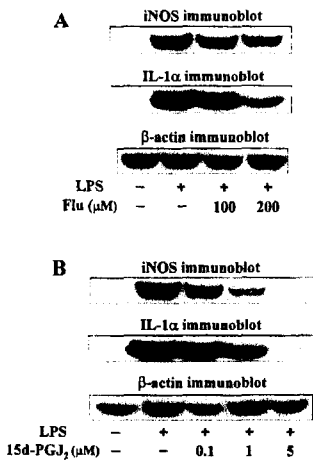 A
iNOS immunoblot
IL-1α immunoblot
β-actin immunoblot
LPS – + + +
Flu (μM) – – 100 200
B
iNOS immunoblot
IL-1α immunoblot
β-actin immunoblot
LPS – + + + +
15d-PGJ₂ (μM) – – 0.1 1 5